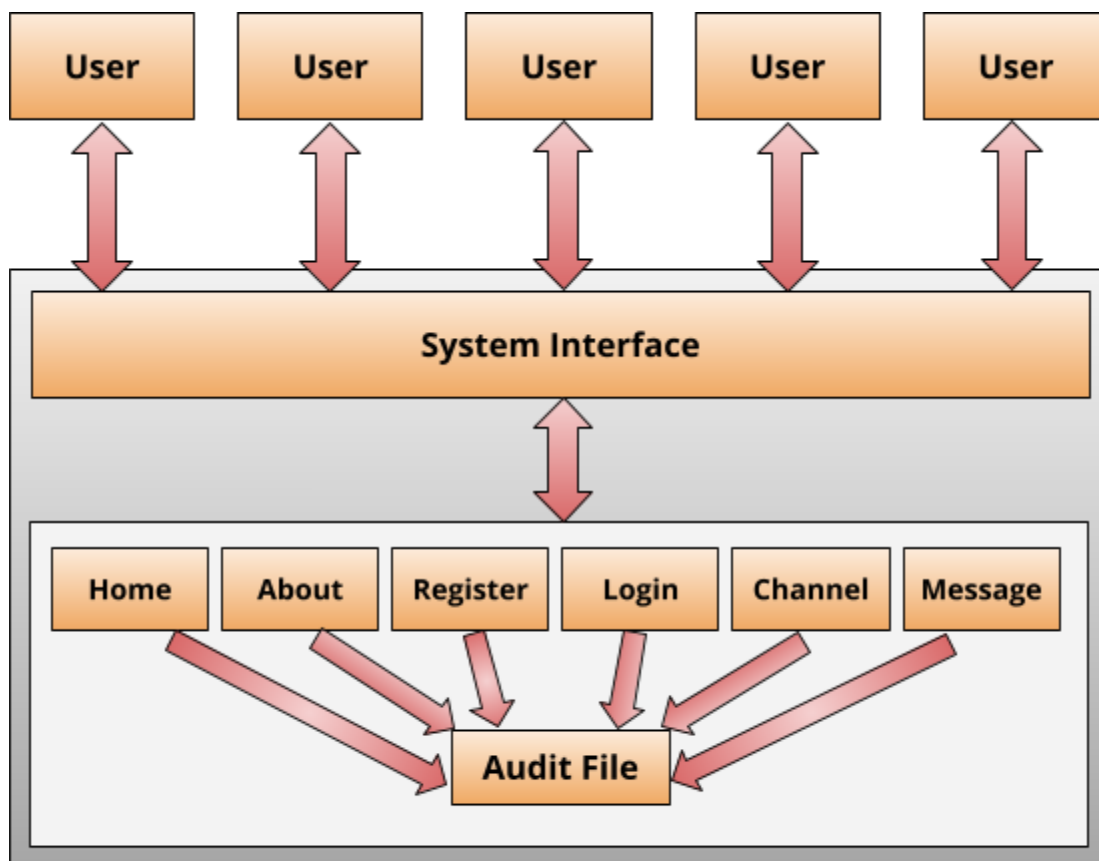 User
User
User
User
User
System Interface
Home
About
Register
Login
Channel
Message
Audit File